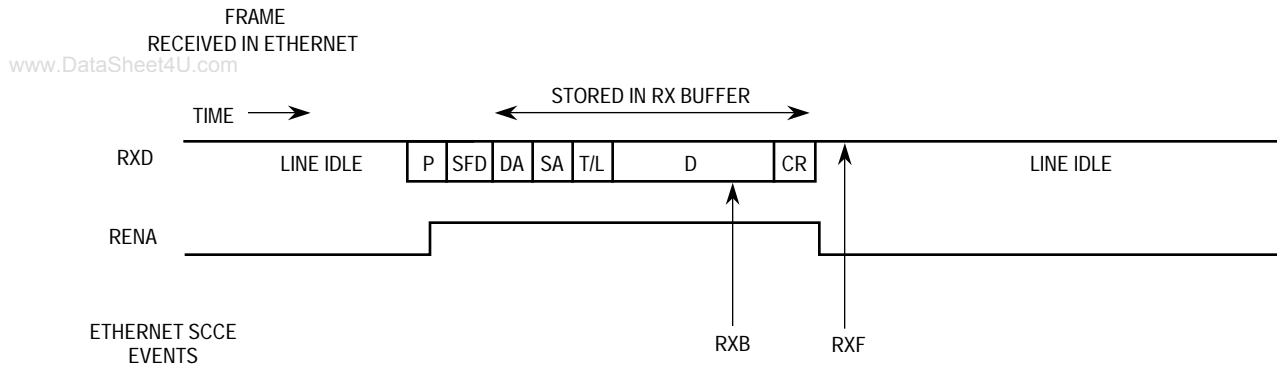 FRAME
RECEIVED IN ETHERNET
www.DataSheet4U.com
STORED IN RX BUFFER
TIME
RXD
LINE IDLE
P
SFD
DA
SA
T/L
D
CR
LINE IDLE
RENA
ETHERNET SCCE
EVENTS
RXB
RXF